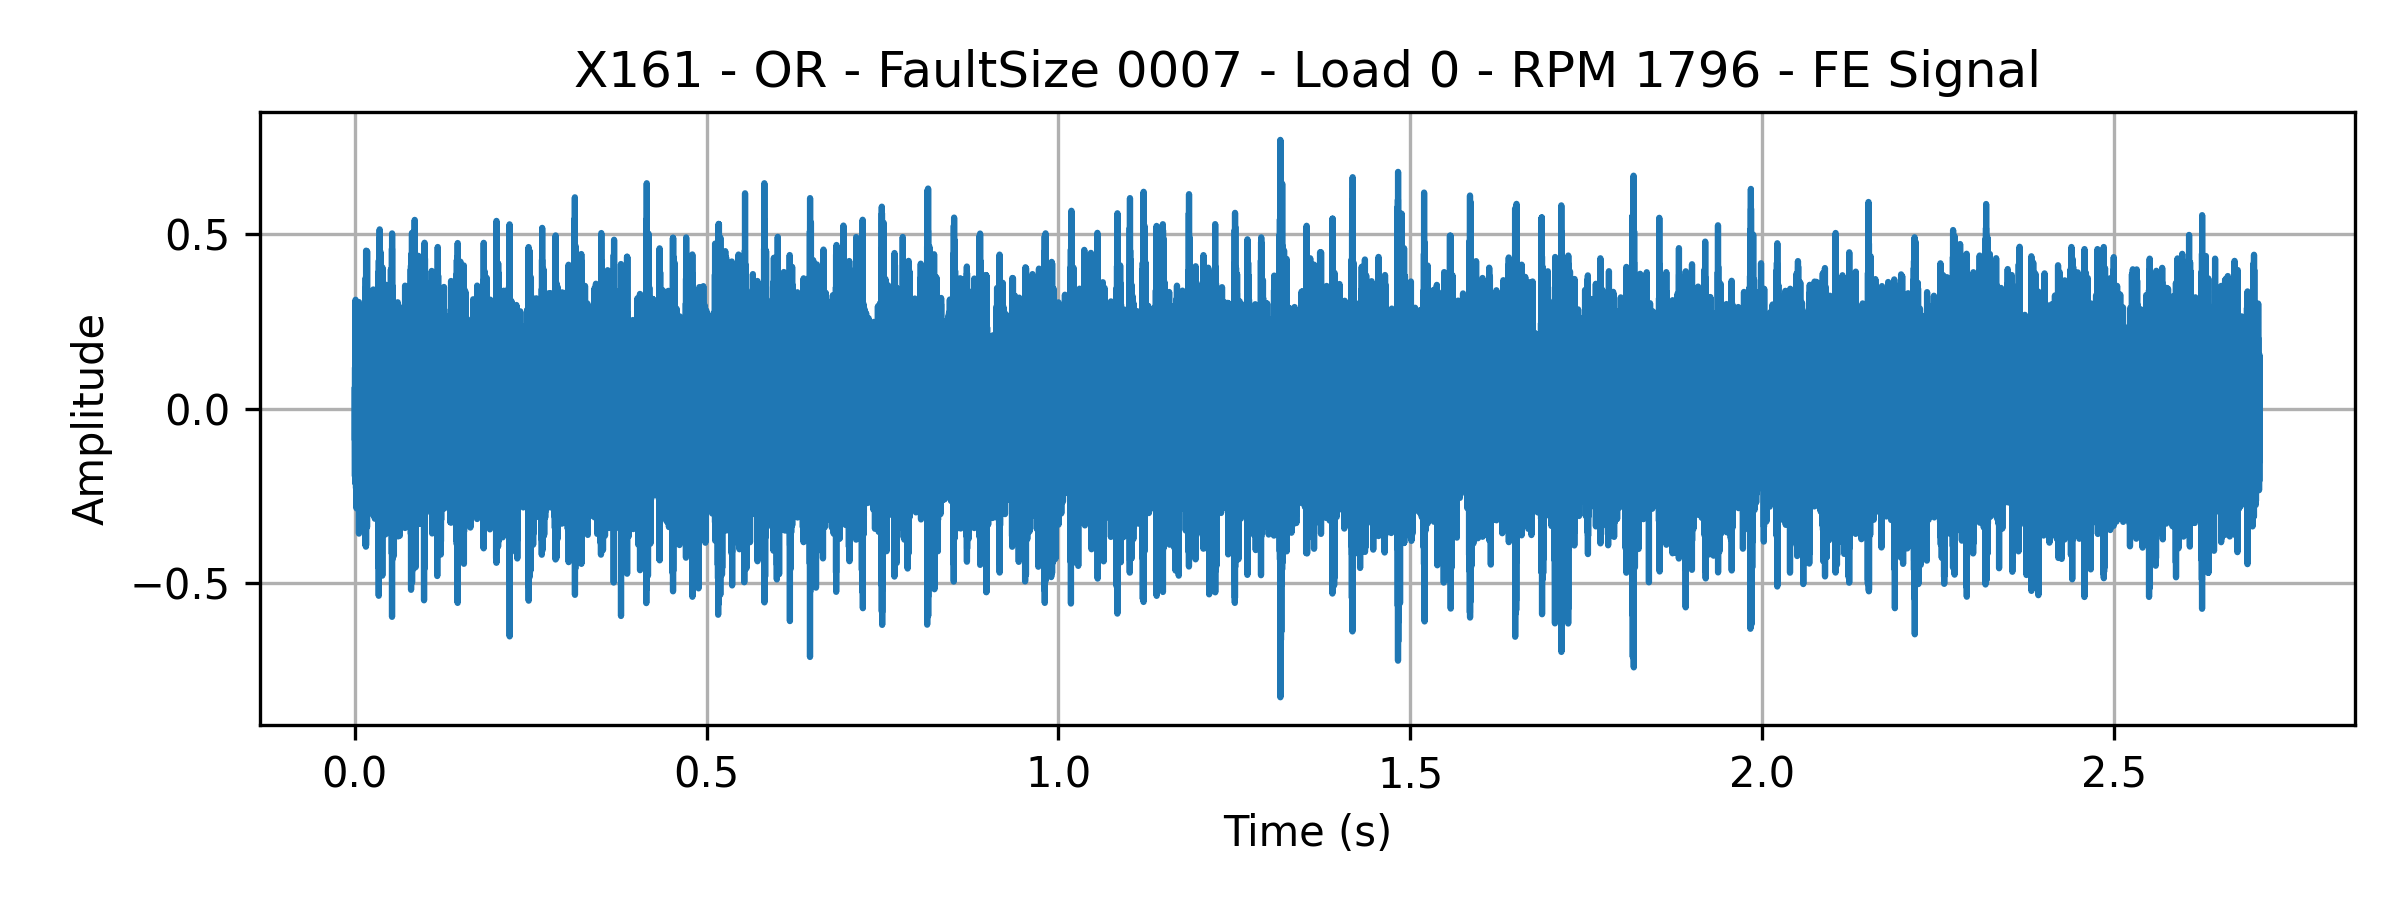 X161 - OR - FaultSize 0007 - Load 0 - RPM 1796 - FE Signal
Amplitude
0.5
0.0
−0.5
0.0 0.5 1.0 1.5 2.0 2.5
Time (s)